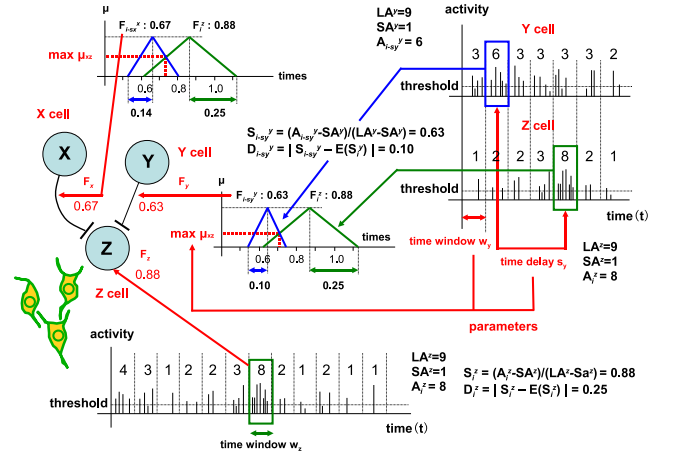 μ
F_{i-sx}^x : 0.67 F_i^z : 0.88
max μ_{xz}
times
0.6 0.8 1.0
0.14 0.25
LA^y=9
SA^y=1
A_{i-sy}^y = 6
activity
Y cell
3 6 3 3 3 2
threshold
Z cell
1 2 2 3 8 2 1
threshold
time(t)
time window w_y
time delay s_y
LA^z=9
SA^z=1
A_i^z = 8
parameters
S_{i-sy}^y = (A_{i-sy}^y-SA^y)/(LA^y-SA^y) = 0.63
D_{i-sy}^y = | S_{i-sy}^y – E(S_i^y) | = 0.10
X cell
X
Y
Y cell
F_x
0.67
F_y
0.63
Z
F_z
0.88
Z cell
μ
F_{i-sy}^y : 0.63 F_i^z : 0.88
max μ_{xz}
times
0.6 0.8 1.0
0.10 0.25
activity
4 3 1 2 2 3 8 2 1 2 1 1
threshold
time(t)
time window w_z
LA^z=9
SA^z=1
A_i^z = 8
S_i^z = (A_i^z-SA^z)/(LA^z-Sa^z) = 0.88
D_i^z = | S_i^z – E(S_i^z) | = 0.25